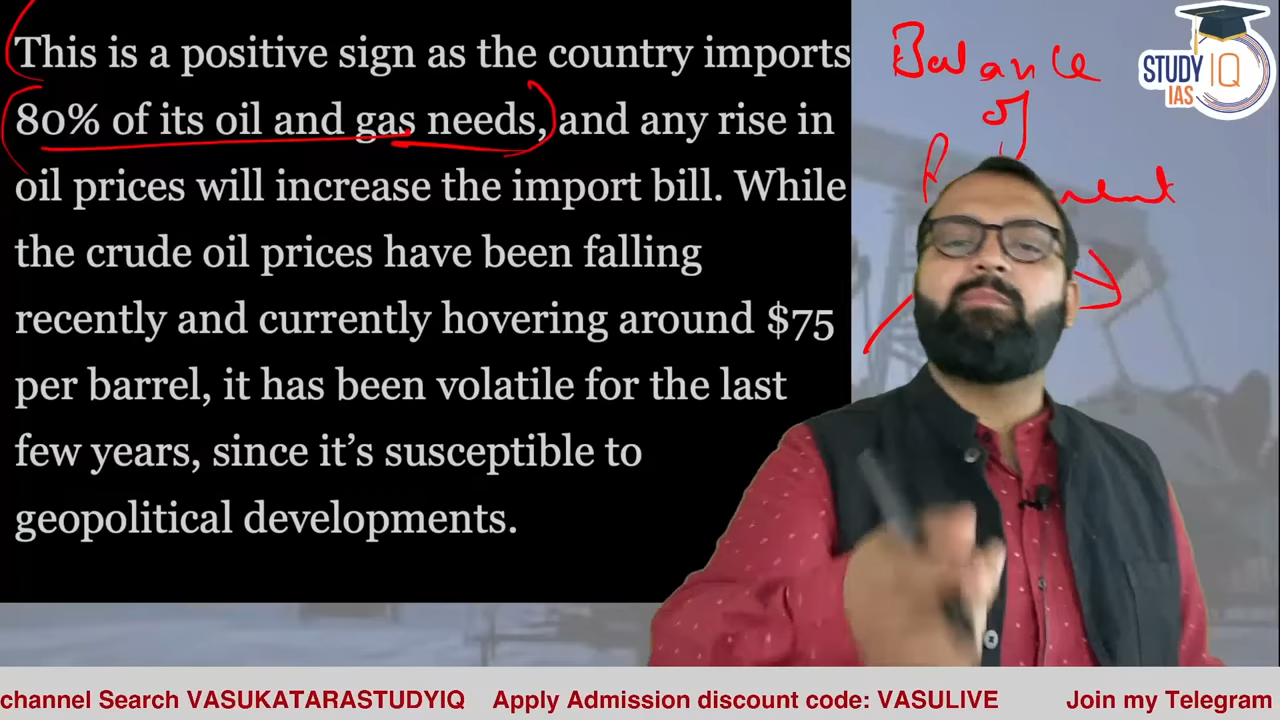 This is a positive sign as the country imports
80% of its oil and gas needs, and any rise in
oil prices will increase the import bill. While
the crude oil prices have been falling
recently and currently hovering around $75
per barrel, it has been volatile for the last
few years, since it's susceptible to
geopolitical developments.
Balance
of
STUDY IQ
IAS
channel Search VASUKATARASTUDYIQ Apply Admission discount code: VASULIVE Join my Telegram